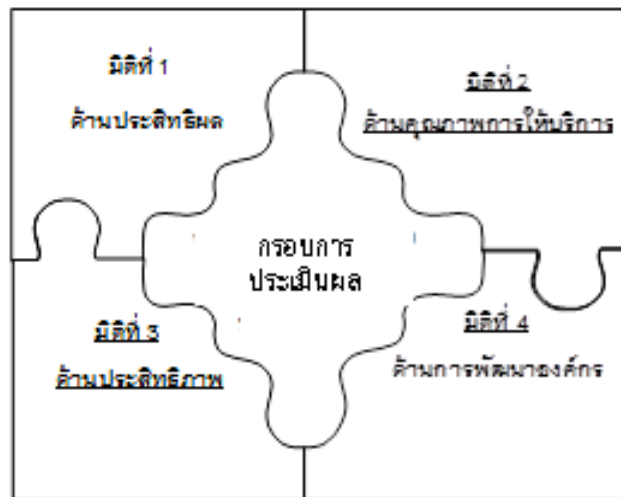 มิติที่ 1
ด้านประสิทธิผล
มิติที่ 2
ด้านคุณภาพการให้บริการ
กรอบการ
ประเมินผล
มิติที่ 3
ด้านประสิทธิภาพ
มิติที่ 4
ด้านการพัฒนาองค์กร